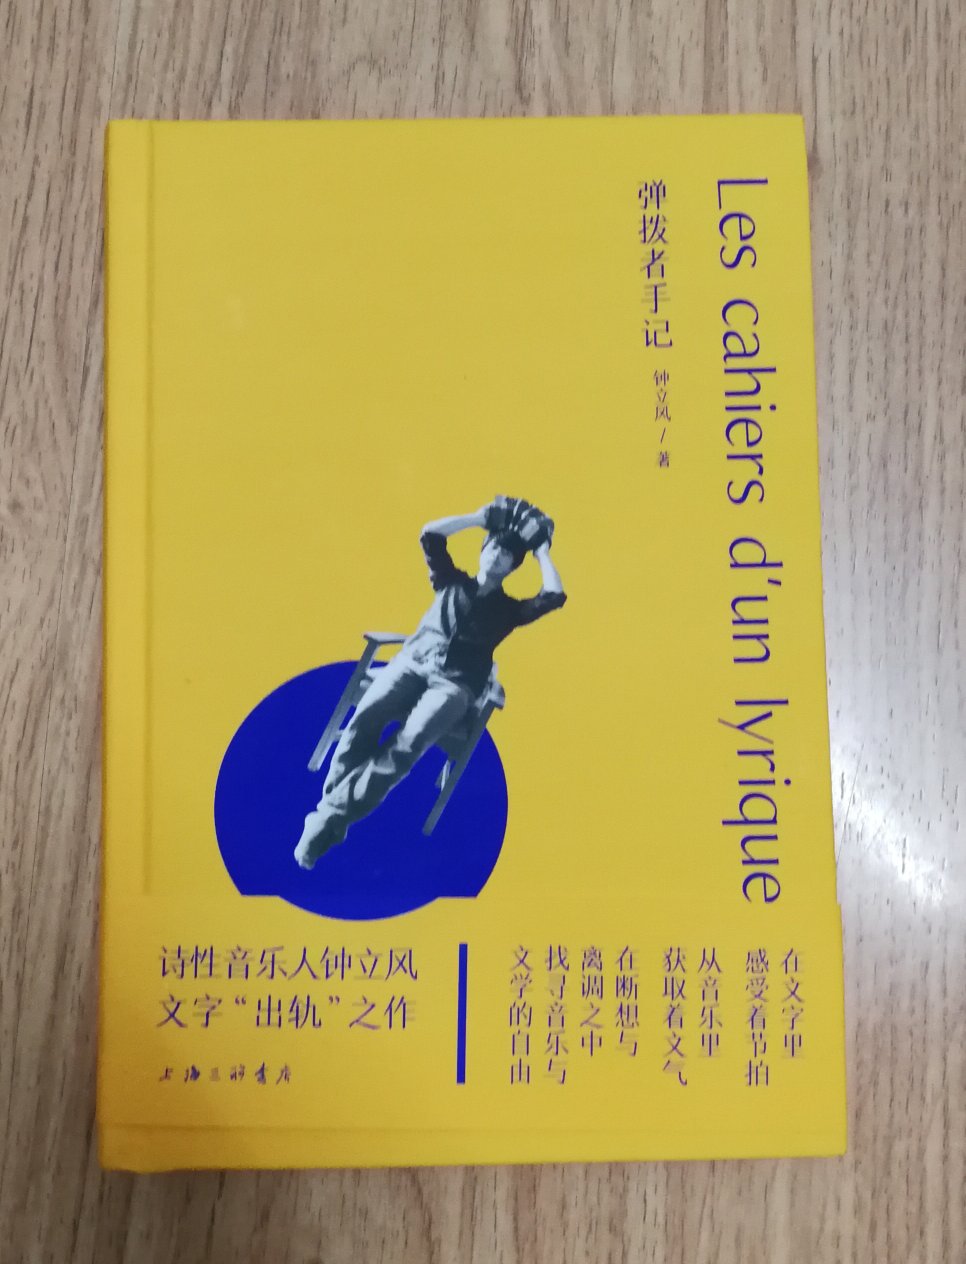 Les cahiers d'un lyrique
弹拨者手记
钟立风/著
在文字里
感受着节拍
从音乐里
获取着文气
在断想与
离调之中
找寻音乐与
文学的自由
诗性音乐人钟立风
文字“出轨”之作
上海三联书店